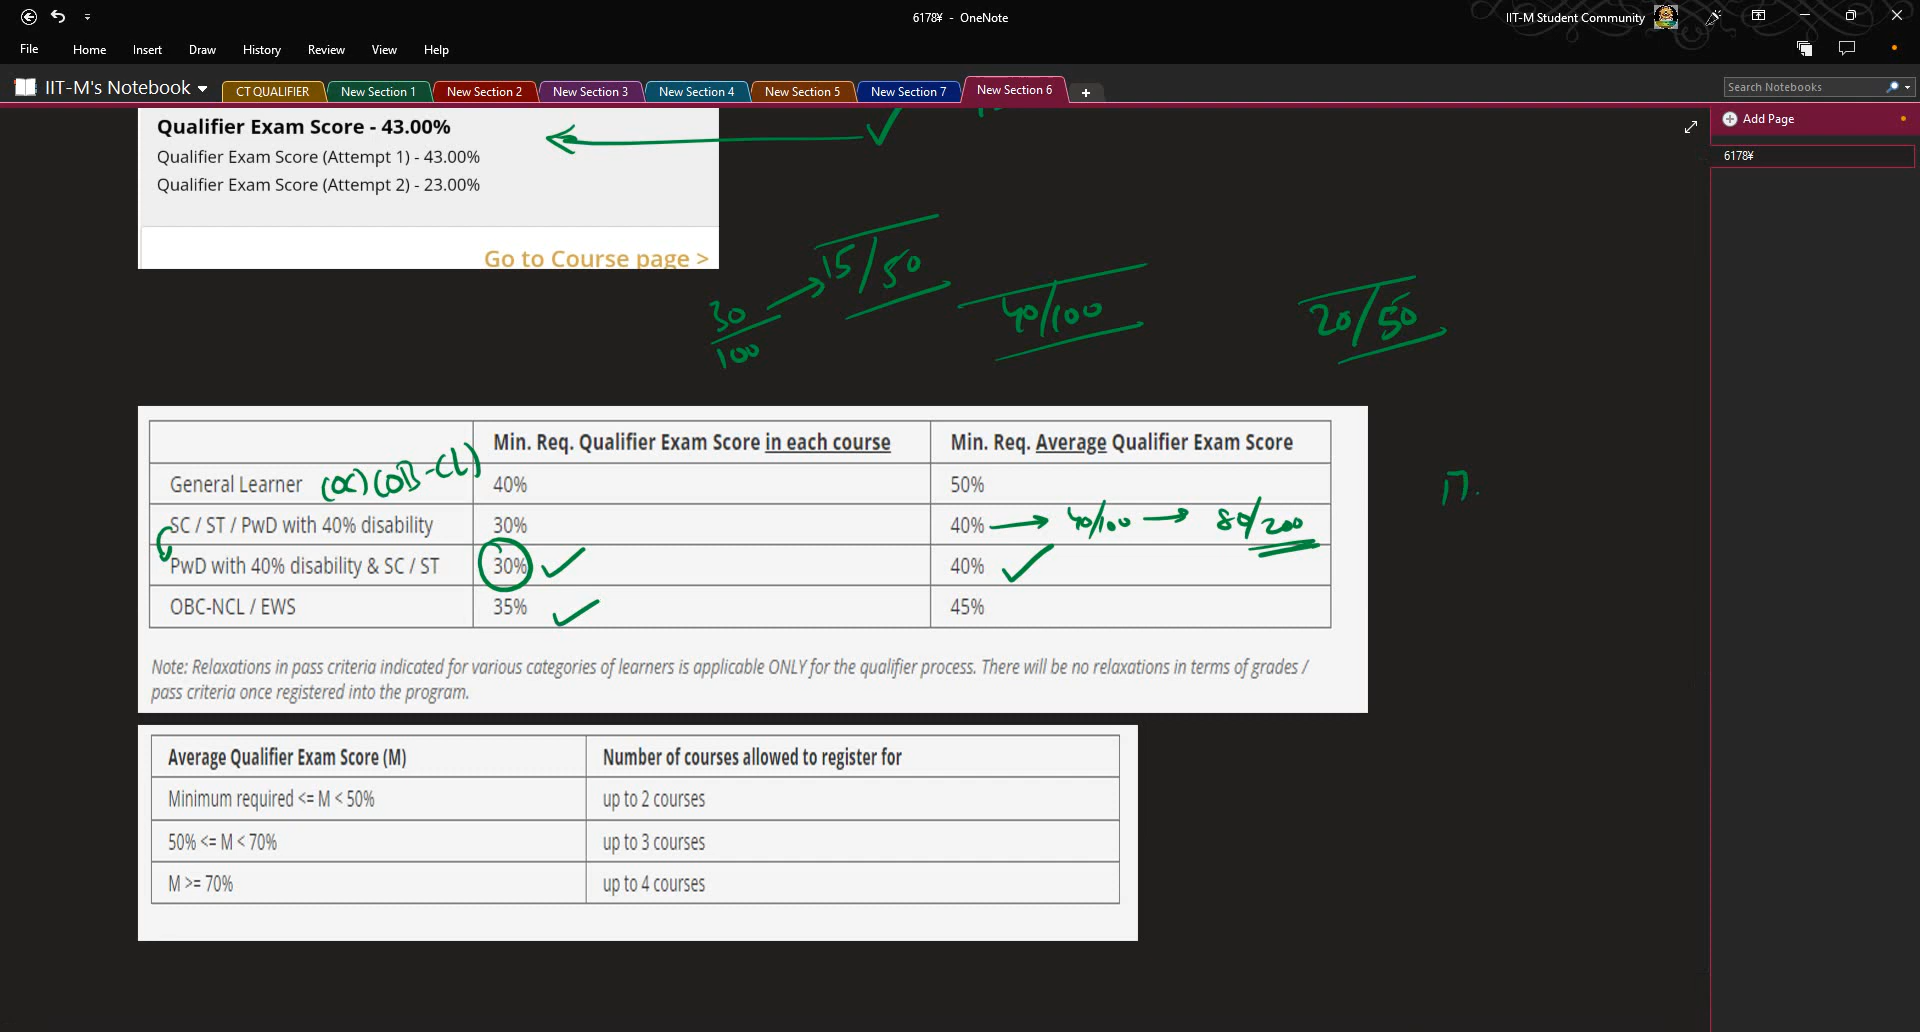 6178¥ - OneNote
IIT-M Student Community
File Home Insert Draw History Review View Help
IIT-M's Notebook
CT QUALIFIER New Section 1 New Section 2 New Section 3 New Section 4 New Section 5 New Section 7 New Section 6
Search Notebooks
Add Page
6178¥
Qualifier Exam Score - 43.00%
Qualifier Exam Score (Attempt 1) - 43.00%
Qualifier Exam Score (Attempt 2) - 23.00%
Go to Course page >
30
100
15/50
40/100
20/50
Min. Req. Qualifier Exam Score in each course Min. Req. Average Qualifier Exam Score
General Learner (OC) 40% 50%
SC / ST / PwD with 40% disability 30% 40% 40/100 80/200
PwD with 40% disability & SC / ST 30% 40%
OBC-NCL / EWS 35% 45%
Note: Relaxations in pass criteria indicated for various categories of learners is applicable ONLY for the qualifier process. There will be no relaxations in terms of grades /
pass criteria once registered into the program.
Average Qualifier Exam Score (M) Number of courses allowed to register for
Minimum required <= M < 50% up to 2 courses
50% <= M < 70% up to 3 courses
M >= 70% up to 4 courses